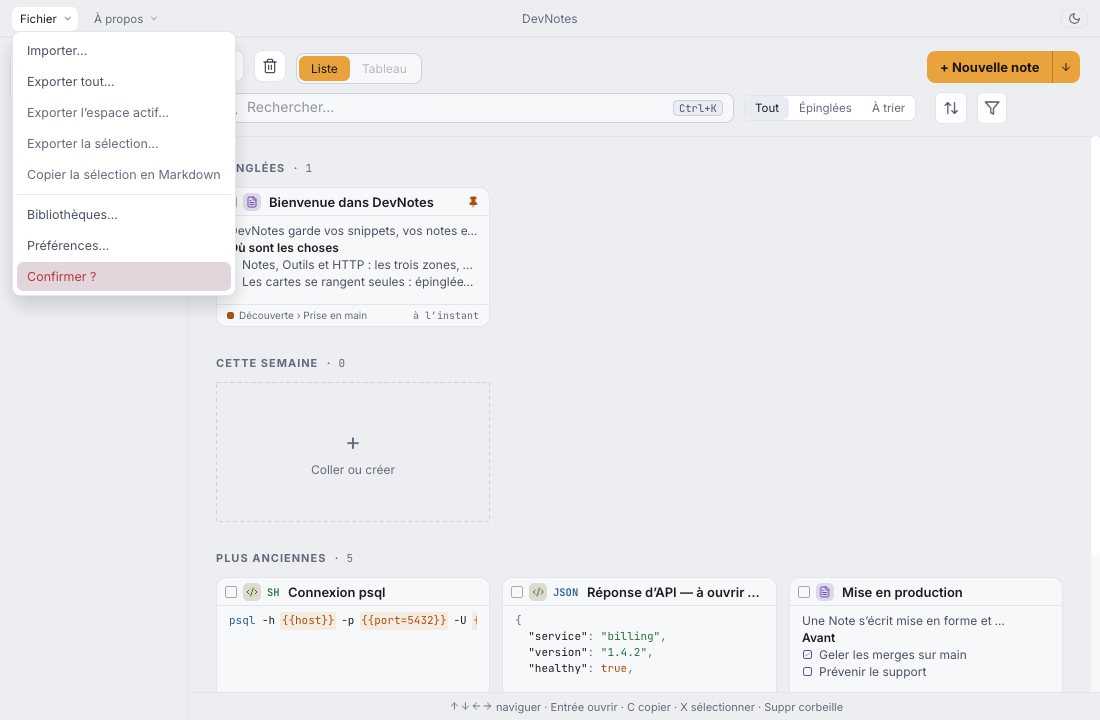 Fichier
À propos
DevNotes
Importer…
Exporter tout…
Exporter l’espace actif…
Exporter la sélection…
Copier la sélection en Markdown
Bibliothèques…
Préférences…
Confirmer ?
Liste
Tableau
+ Nouvelle note
Rechercher…
Ctrl+K
Tout
Épinglées
À trier
NGLÉES · 1
Bienvenue dans DevNotes
DevNotes garde vos snippets, vos notes e…
Où sont les choses
Notes, Outils et HTTP : les trois zones, …
Les cartes se rangent seules : épinglée…
Découverte › Prise en main
à l’instant
CETTE SEMAINE · 0
+
Coller ou créer
PLUS ANCIENNES · 5
SH Connexion psql
psql -h {{host}} -p {{port=5432}} -U {
JSON Réponse d’API — à ouvrir …
{
"service": "billing",
"version": "1.4.2",
"healthy": true,
Mise en production
Une Note s’écrit mise en forme et …
Avant
Geler les merges sur main
Prévenir le support
↑↓←→ naviguer · Entrée ouvrir · C copier · X sélectionner · Suppr corbeille